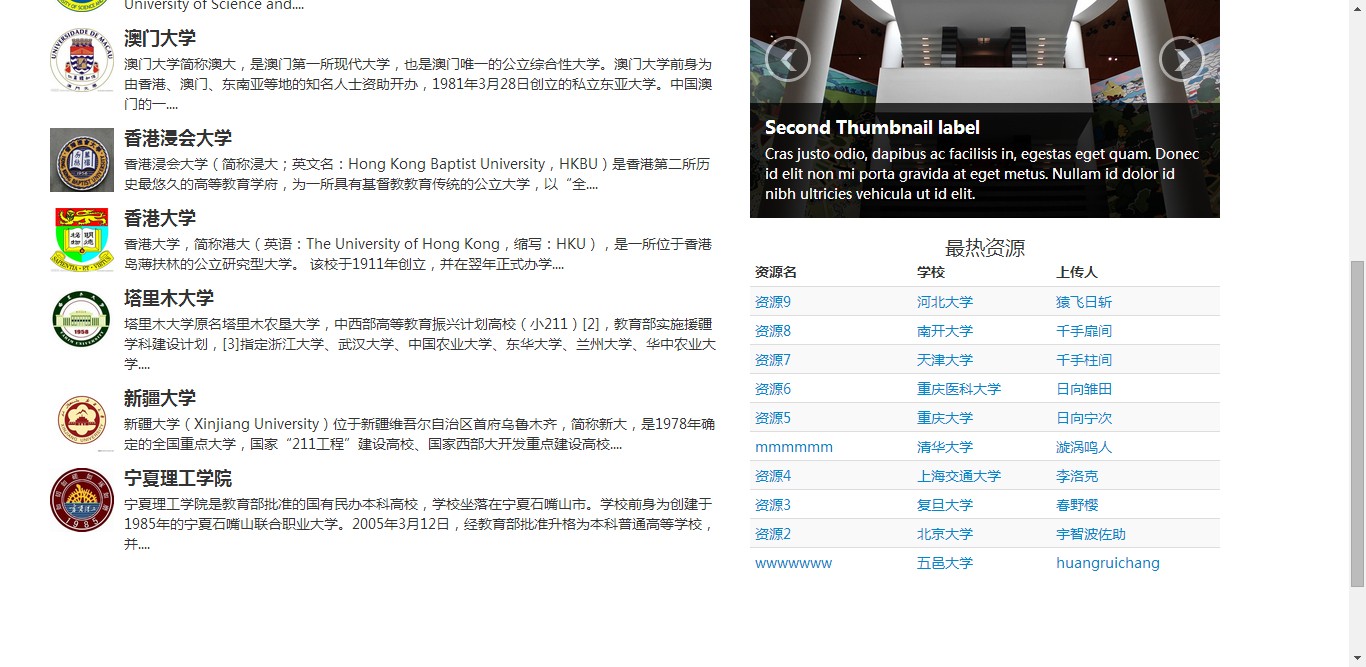 University of Science and....
澳门大学
澳门大学简称澳大，是澳门第一所现代大学，也是澳门唯一的公立综合性大学。澳门大学前身为
由香港、澳门、东南亚等地的知名人士资助开办，1981年3月28日创立的私立东亚大学。中国澳
门的一....
香港浸会大学
香港浸会大学（简称浸大；英文名：Hong Kong Baptist University，HKBU）是香港第二所历
史最悠久的高等教育学府，为一所具有基督教教育传统的公立大学，以“全....
香港大学
香港大学，简称港大（英语：The University of Hong Kong，缩写：HKU），是一所位于香港
岛薄扶林的公立研究型大学。 该校于1911年创立，并在翌年正式办学....
塔里木大学
塔里木大学原名塔里木农垦大学，中西部高等教育振兴计划高校（小211）[2]，教育部实施援疆
学科建设计划，[3]指定浙江大学、武汉大学、中国农业大学、东华大学、兰州大学、华中农业大
学....
新疆大学
新疆大学（Xinjiang University）位于新疆维吾尔自治区首府乌鲁木齐，简称新大，是1978年确
定的全国重点大学，国家“211工程”建设高校、国家西部大开发重点建设高校....
宁夏理工学院
宁夏理工学院是教育部批准的国有民办本科高校，学校坐落在宁夏石嘴山市。学校前身为创建于
1985年的宁夏石嘴山联合职业大学。2005年3月12日，经教育部批准升格为本科普通高等学校，
并....
Second Thumbnail label
Cras justo odio, dapibus ac facilisis in, egestas eget quam. Donec
id elit non mi porta gravida at eget metus. Nullam id dolor id
nibh ultricies vehicula ut id elit.
最热资源
资源名 学校 上传人
资源9 河北大学 猿飞日斩
资源8 南开大学 千手扉间
资源7 天津大学 千手柱间
资源6 重庆医科大学 日向雏田
资源5 重庆大学 日向宁次
mmmmmm 清华大学 漩涡鸣人
资源4 上海交通大学 李洛克
资源3 复旦大学 春野樱
资源2 北京大学 宇智波佐助
wwwwwww 五邑大学 huangruichang